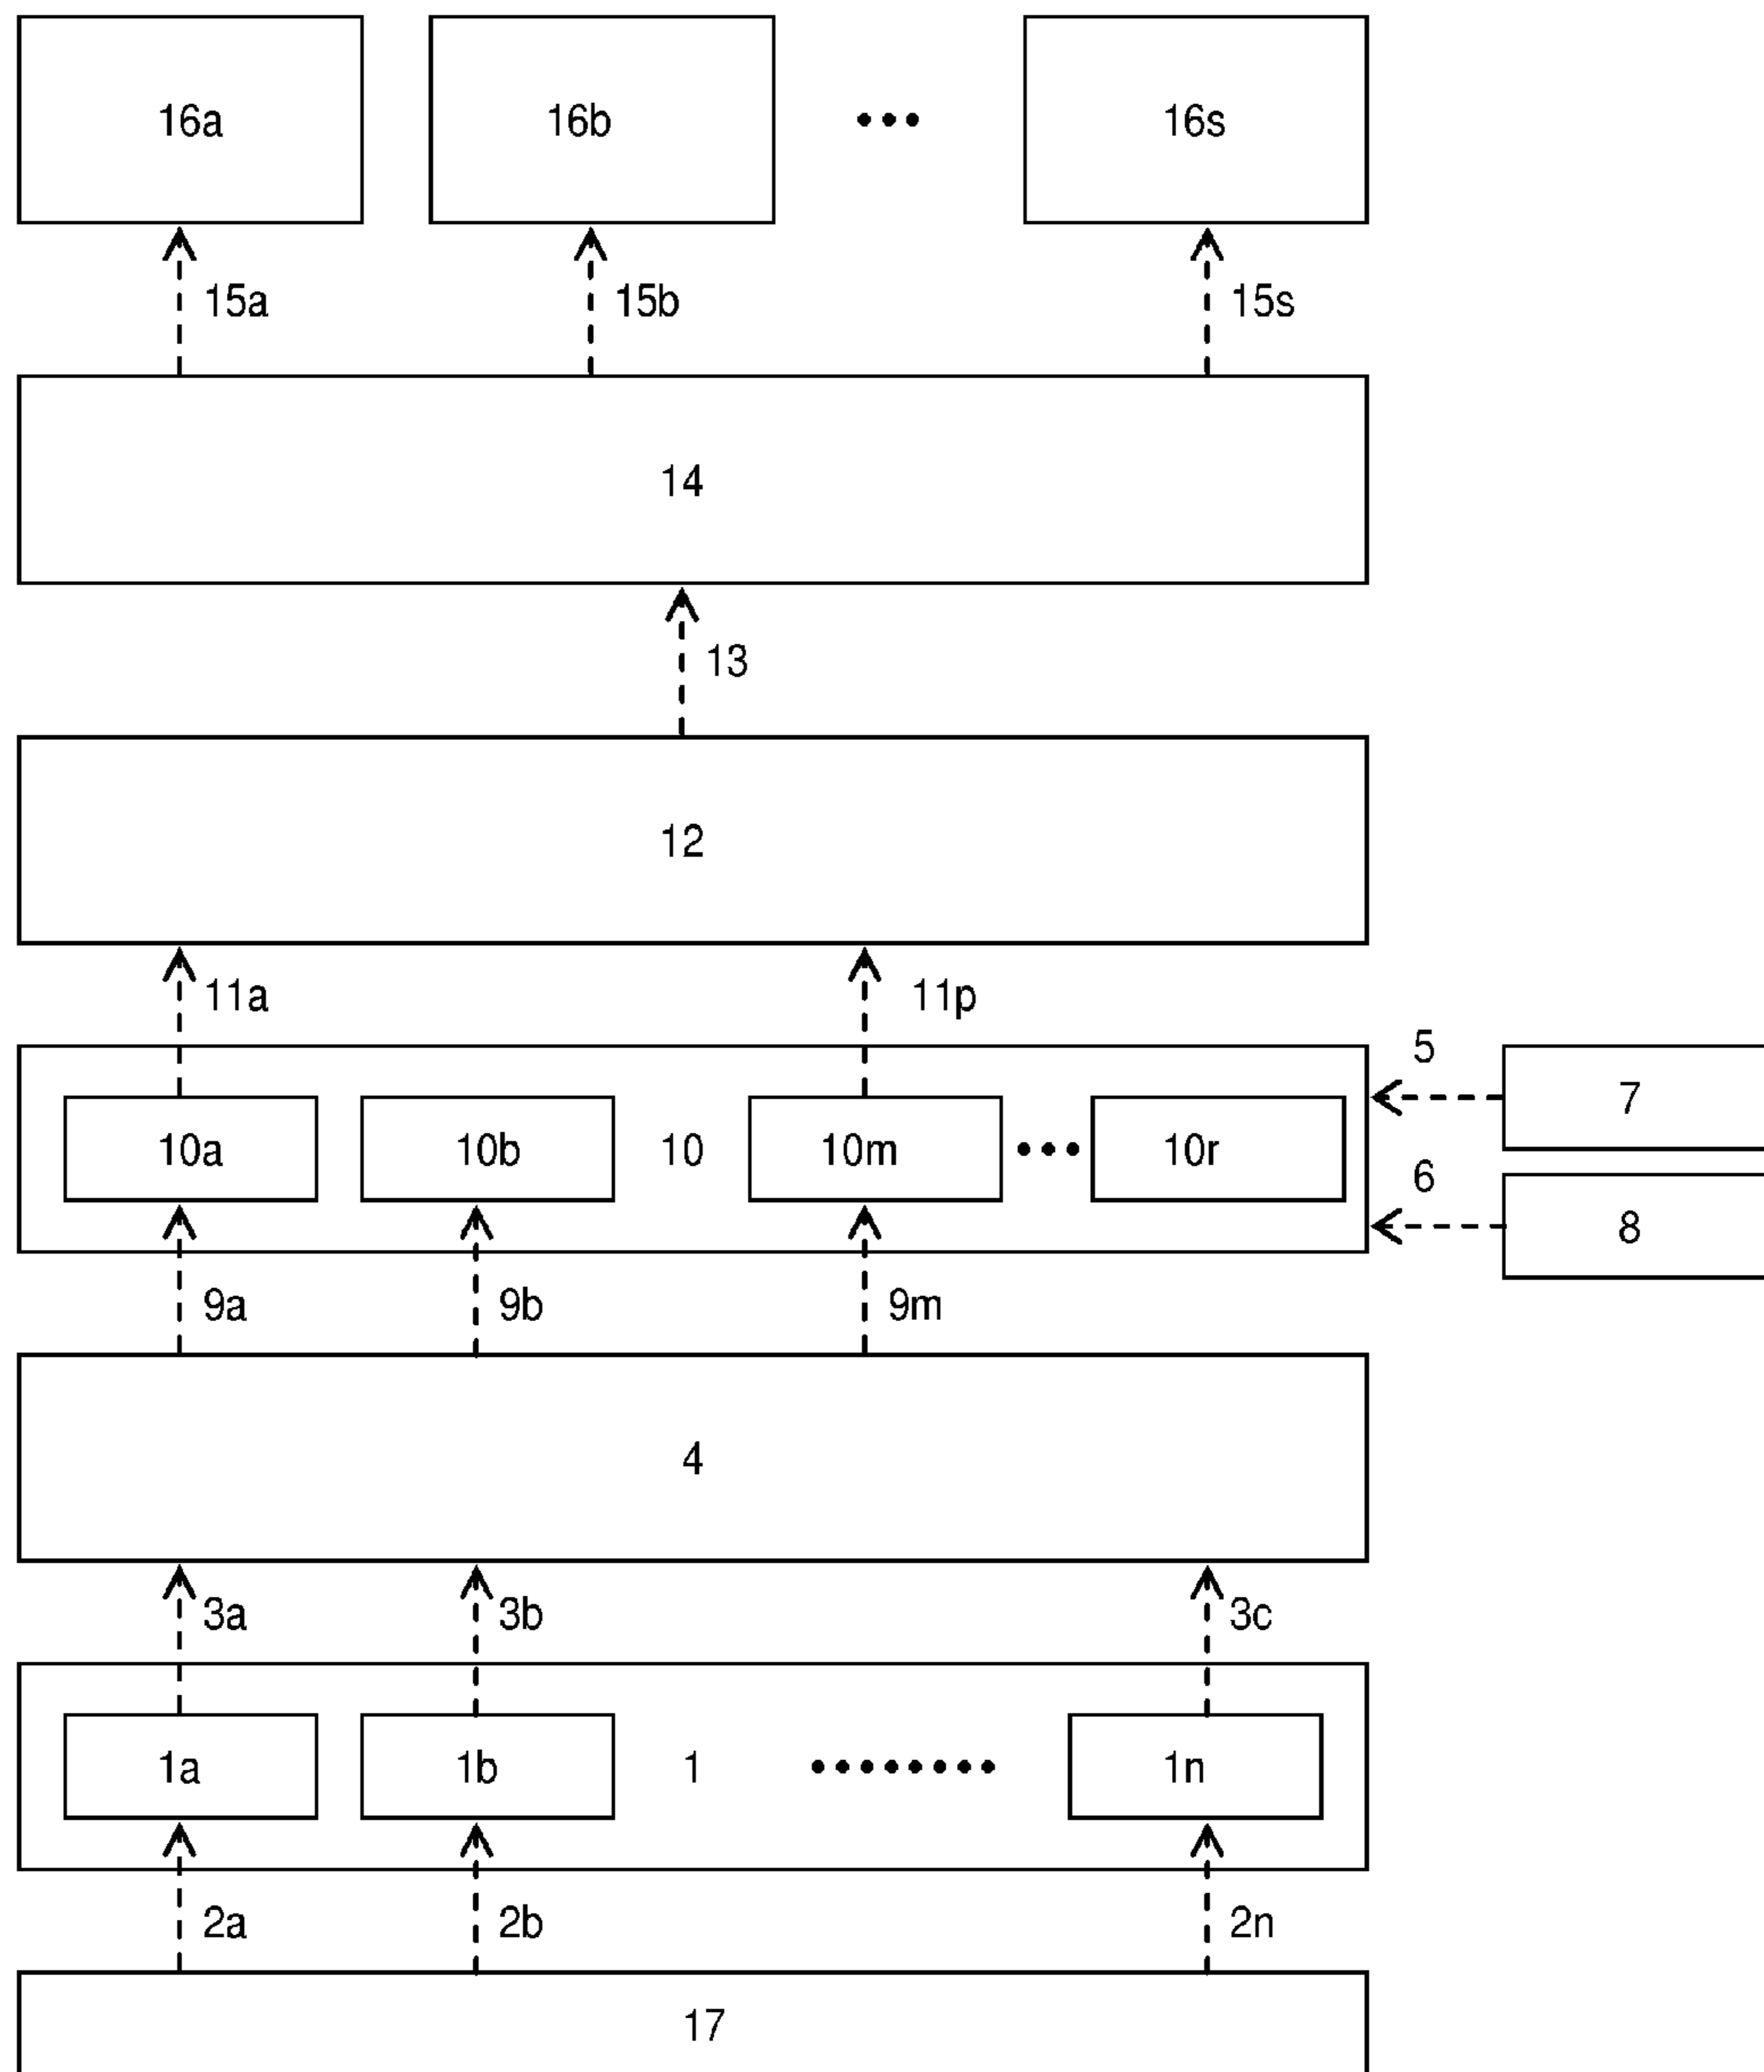 16a 16b ••• 16s
15a 15b 15s
14
13
12
11a 11p
5
7
10a 10b 10 10m ••• 10r
6
8
9a 9b 9m
4
3a 3b 3c
1a 1b 1 •••••••• 1n
2a 2b 2n
17